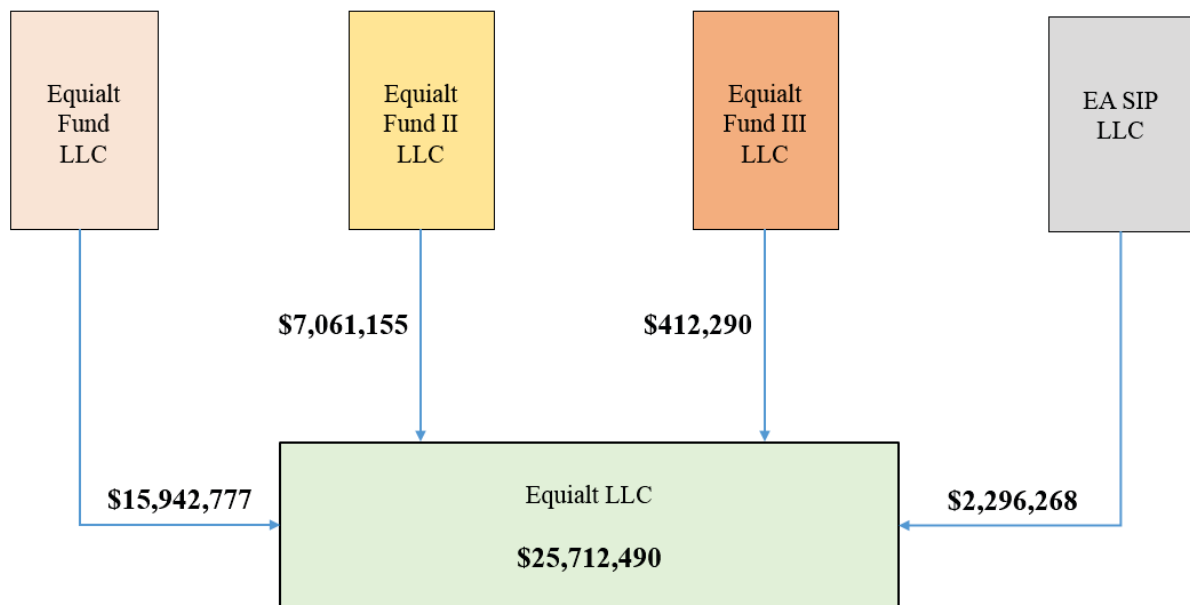 Equialt
Fund
LLC
Equialt
Fund II
LLC
Equialt
Fund III
LLC
EA SIP
LLC
$7,061,155
$412,290
$15,942,777
$2,296,268
Equialt LLC
$25,712,490